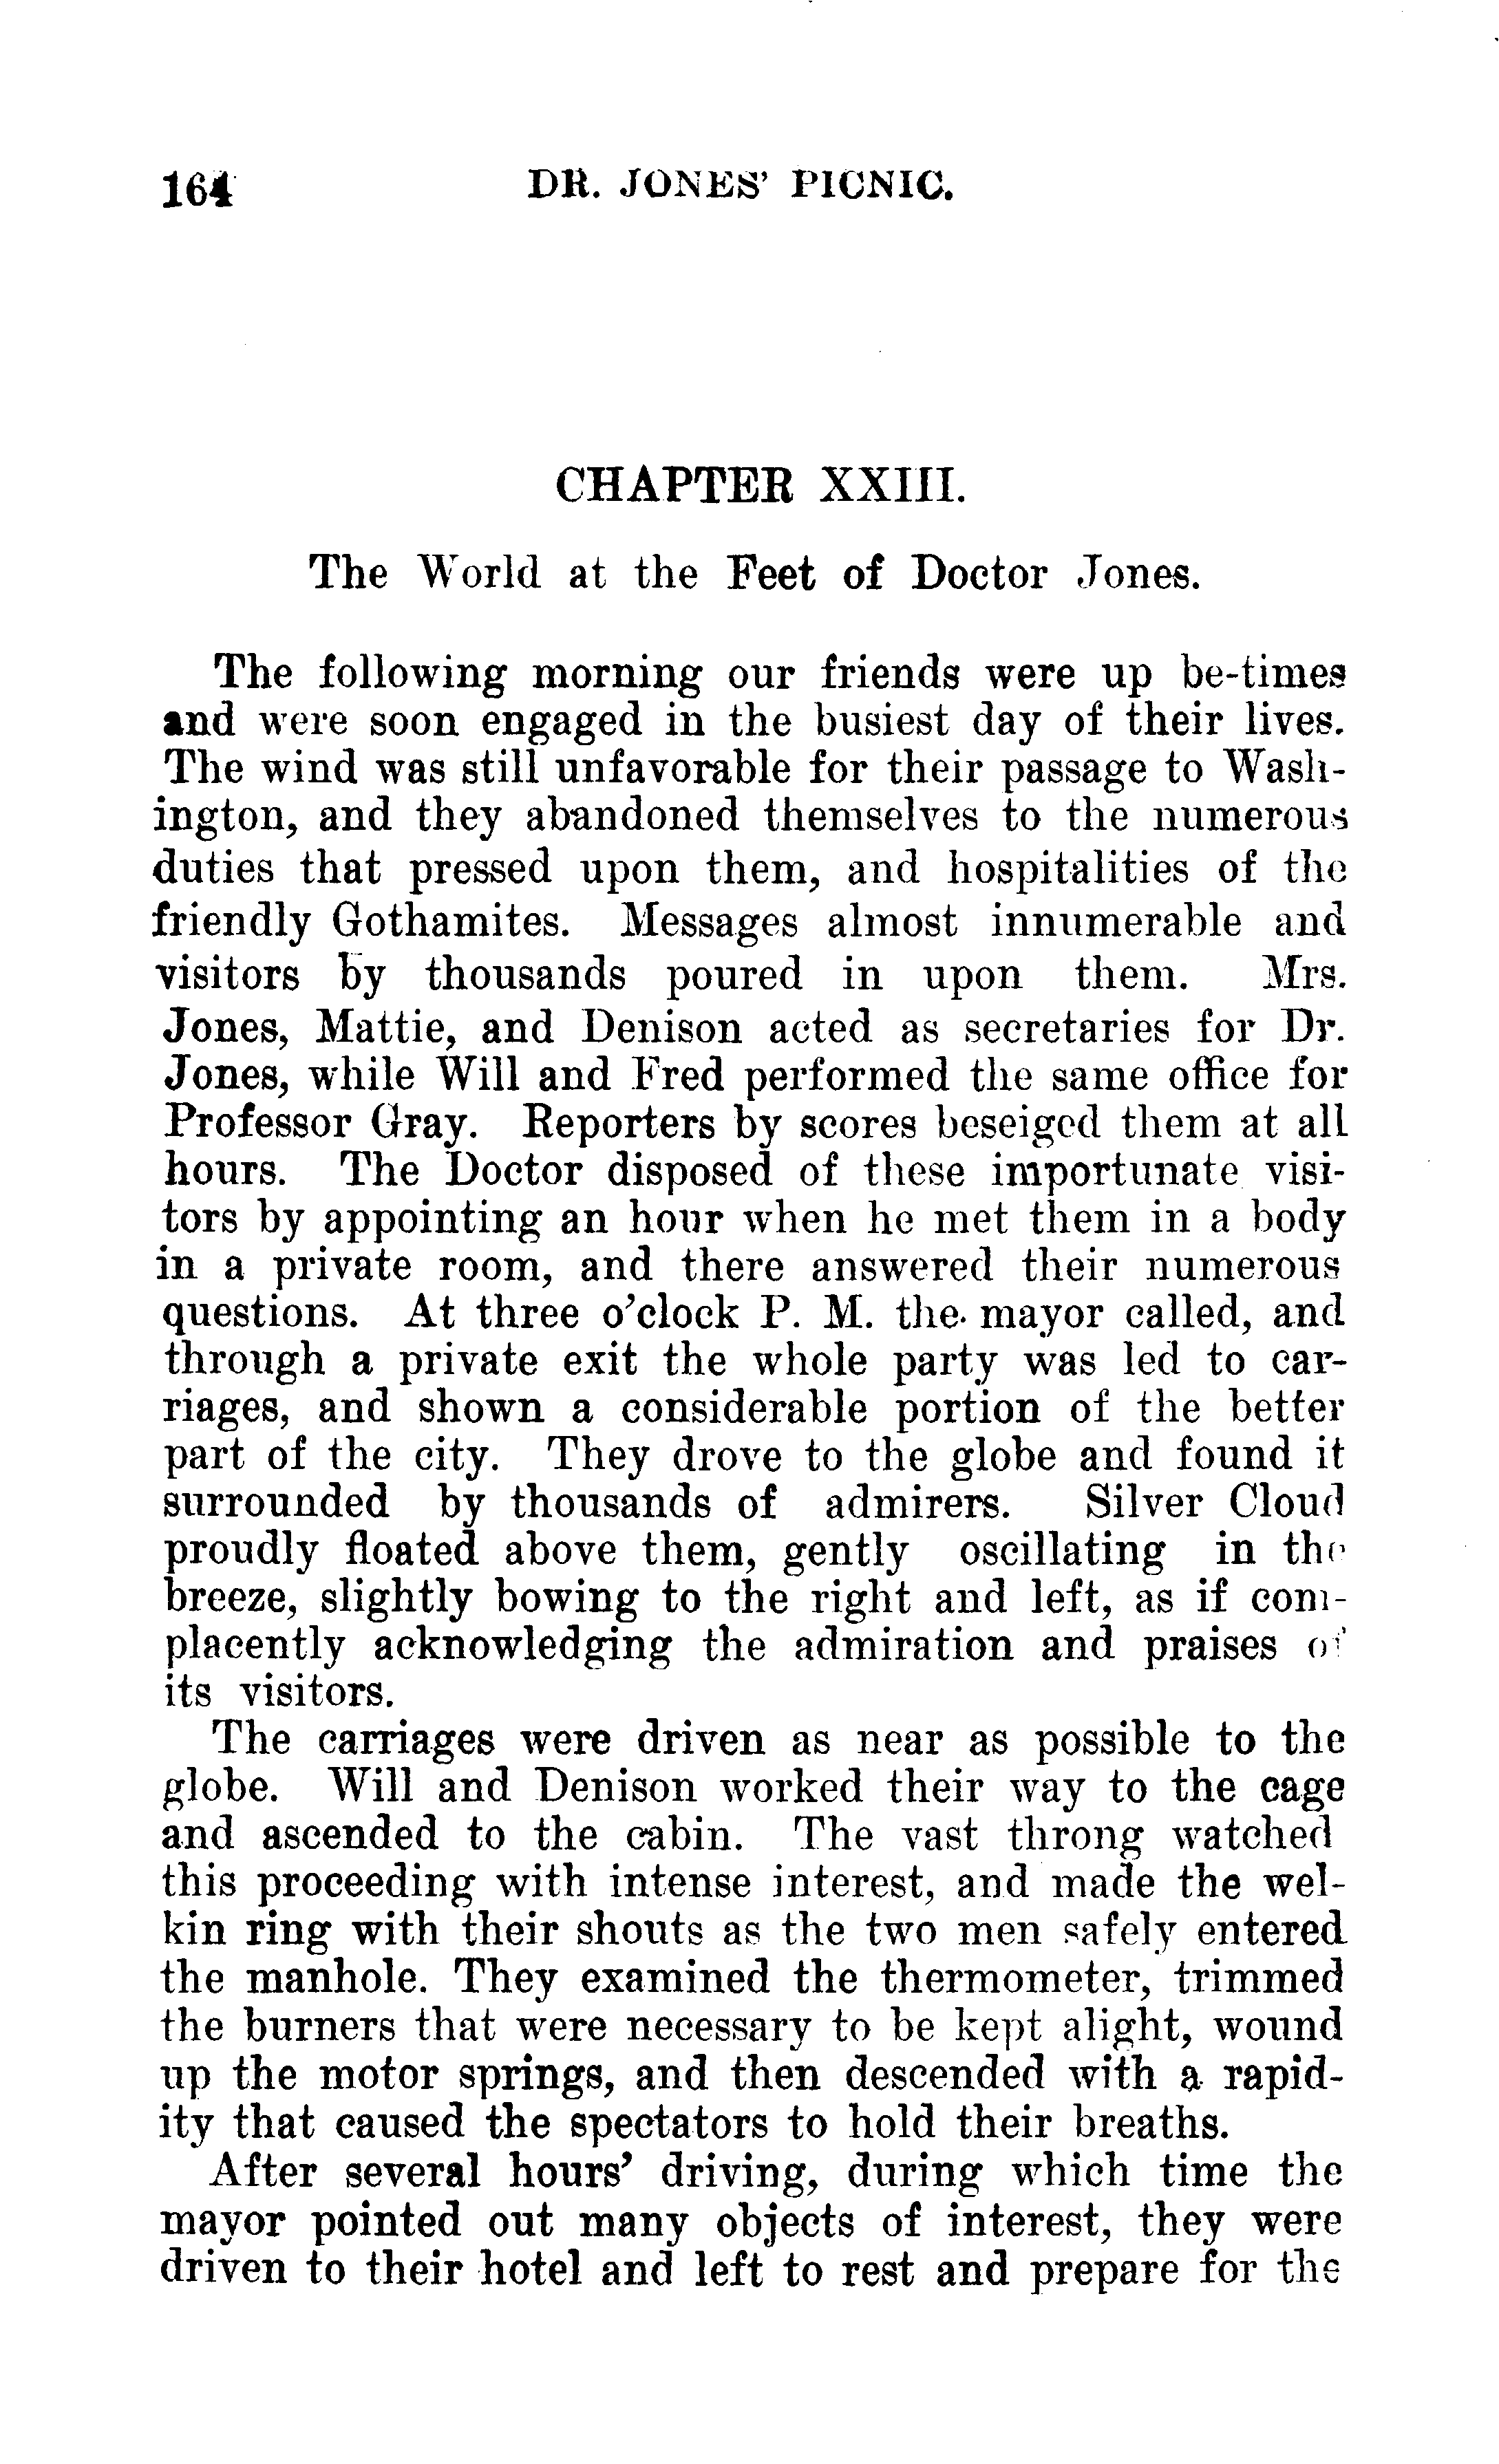 164 DR. JONES' PICNIC.
CHAPTER XXIII.
The World at the Feet of Doctor Jones.
The following morning our friends were up be-times
and were soon engaged in the busiest day of their lives.
The wind was still unfavorable for their passage to Wash-
ington, and they abandoned themselves to the numerous
duties that pressed upon them, and hospitalities of the
friendly Gothamites. Messages almost innumerable and
visitors by thousands poured in upon them. Mrs.
Jones, Mattie, and Denison acted as secretaries for Dr.
Jones, while Will and Fred performed the same office for
Professor Gray. Reporters by scores beseiged them at all
hours. The Doctor disposed of these importunate visi-
tors by appointing an hour when he met them in a body
in a private room, and there answered their numerous
questions. At three o'clock P. M. the mayor called, and
through a private exit the whole party was led to car-
riages, and shown a considerable portion of the better
part of the city. They drove to the globe and found it
surrounded by thousands of admirers. Silver Cloud
proudly floated above them, gently oscillating in the
breeze, slightly bowing to the right and left, as if com-
placently acknowledging the admiration and praises of
its visitors.
The carriages were driven as near as possible to the
globe. Will and Denison worked their way to the cage
and ascended to the cabin. The vast throng watched
this proceeding with intense interest, and made the wel-
kin ring with their shouts as the two men safely entered
the manhole. They examined the thermometer, trimmed
the burners that were necessary to be kept alight, wound
up the motor springs, and then descended with a rapid-
ity that caused the spectators to hold their breaths.
After several hours' driving, during which time the
mayor pointed out many objects of interest, they were
driven to their hotel and left to rest and prepare for the